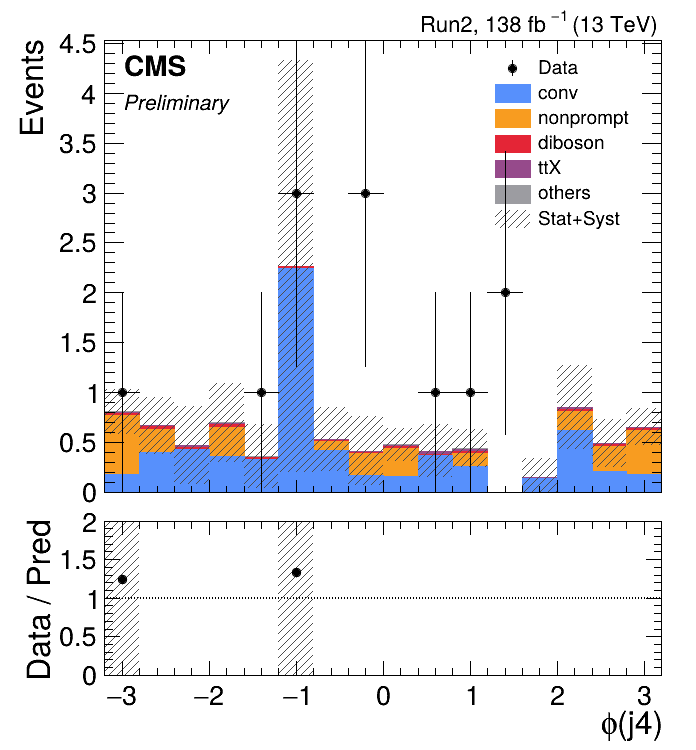 Run2, 138 fb⁻¹ (13 TeV)
CMS
Preliminary
Events
4.5
4
3.5
3
2.5
2
1.5
1
0.5
0
Data
conv
nonprompt
diboson
ttX
others
Stat+Syst
Data / Pred
2
1.5
1
0.5
0
−3 −2 −1 0 1 2 3
ϕ(j4)